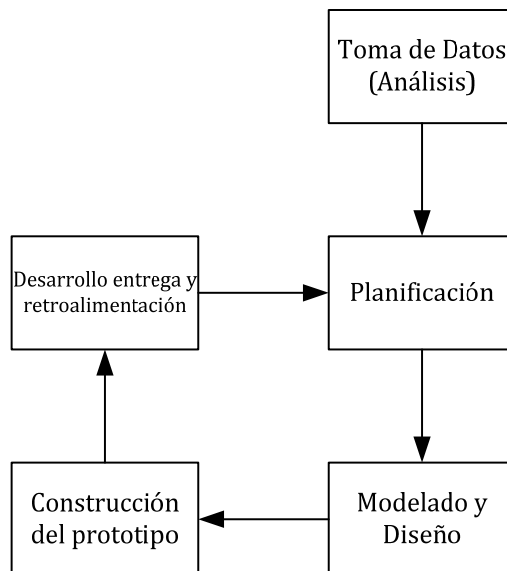 Toma de Datos
(Análisis)
Desarrollo entrega y
retroalimentación
Planificación
Construcción
del prototipo
Modelado y
Diseño